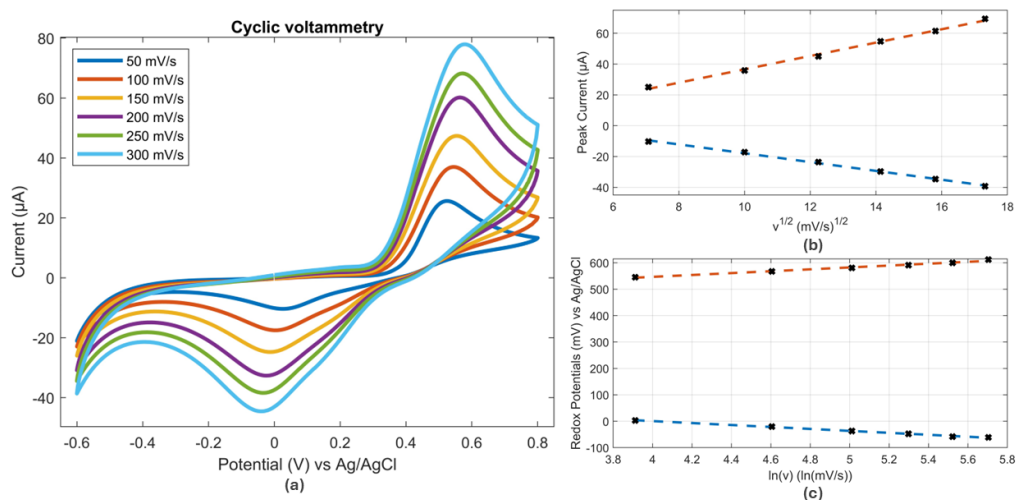 Cyclic voltammetry
80
60
40
20
0
-20
-40
Current (µA)
50 mV/s
100 mV/s
150 mV/s
200 mV/s
250 mV/s
300 mV/s
-0.6 -0.4 -0.2 0 0.2 0.4 0.6 0.8
Potential (V) vs Ag/AgCl
(a)
60
40
20
0
-20
-40
Peak Current (µA)
6 8 10 12 14 16 18
v^1/2 (mV/s)^1/2
(b)
600
500
400
300
200
100
0
-100
Redox Potentials (mV) vs Ag/AgCl
3.8 4 4.2 4.4 4.6 4.8 5 5.2 5.4 5.6 5.8
ln(v) (ln(mV/s))
(c)